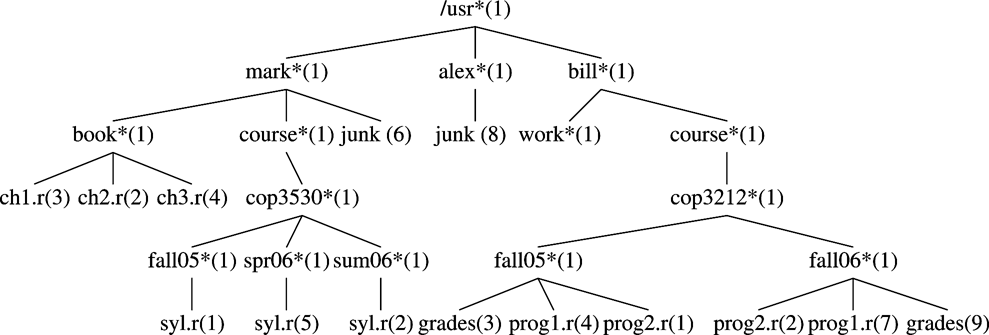 /usr*(1)
mark*(1) alex*(1) bill*(1)
book*(1) course*(1) junk (6) junk (8) work*(1) course*(1)
ch1.r(3) ch2.r(2) ch3.r(4) cop3530*(1) cop3212*(1)
fall05*(1) spr06*(1) sum06*(1) fall05*(1) fall06*(1)
syl.r(1) syl.r(5) syl.r(2) grades(3) prog1.r(4) prog2.r(1) prog2.r(2) prog1.r(7) grades(9)